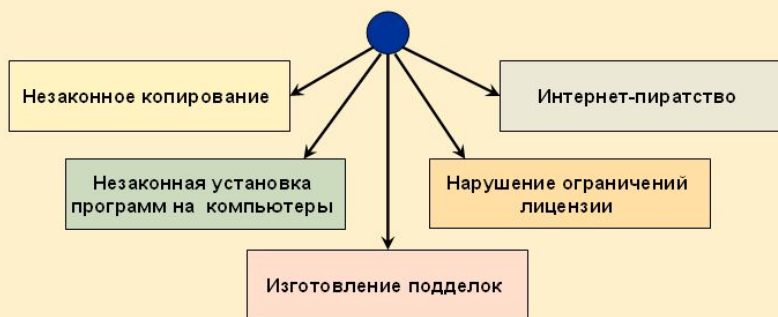 Незаконное копирование
Интернет-пиратство
Незаконная установка
программ на компьютеры
Нарушение ограничений
лицензии
Изготовление подделок